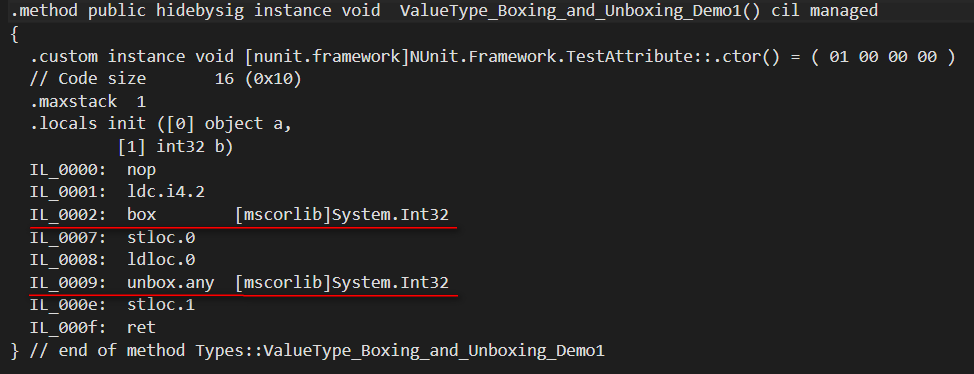 .method public hidebysig instance void  ValueType_Boxing_and_Unboxing_Demo1() cil managed
{
  .custom instance void [nunit.framework]NUnit.Framework.TestAttribute::.ctor() = ( 01 00 00 00 )
  // Code size       16 (0x10)
  .maxstack  1
  .locals init ([0] object a,
           [1] int32 b)
  IL_0000:  nop
  IL_0001:  ldc.i4.2
  IL_0002:  box        [mscorlib]System.Int32
  IL_0007:  stloc.0
  IL_0008:  ldloc.0
  IL_0009:  unbox.any  [mscorlib]System.Int32
  IL_000e:  stloc.1
  IL_000f:  ret
} // end of method Types::ValueType_Boxing_and_Unboxing_Demo1